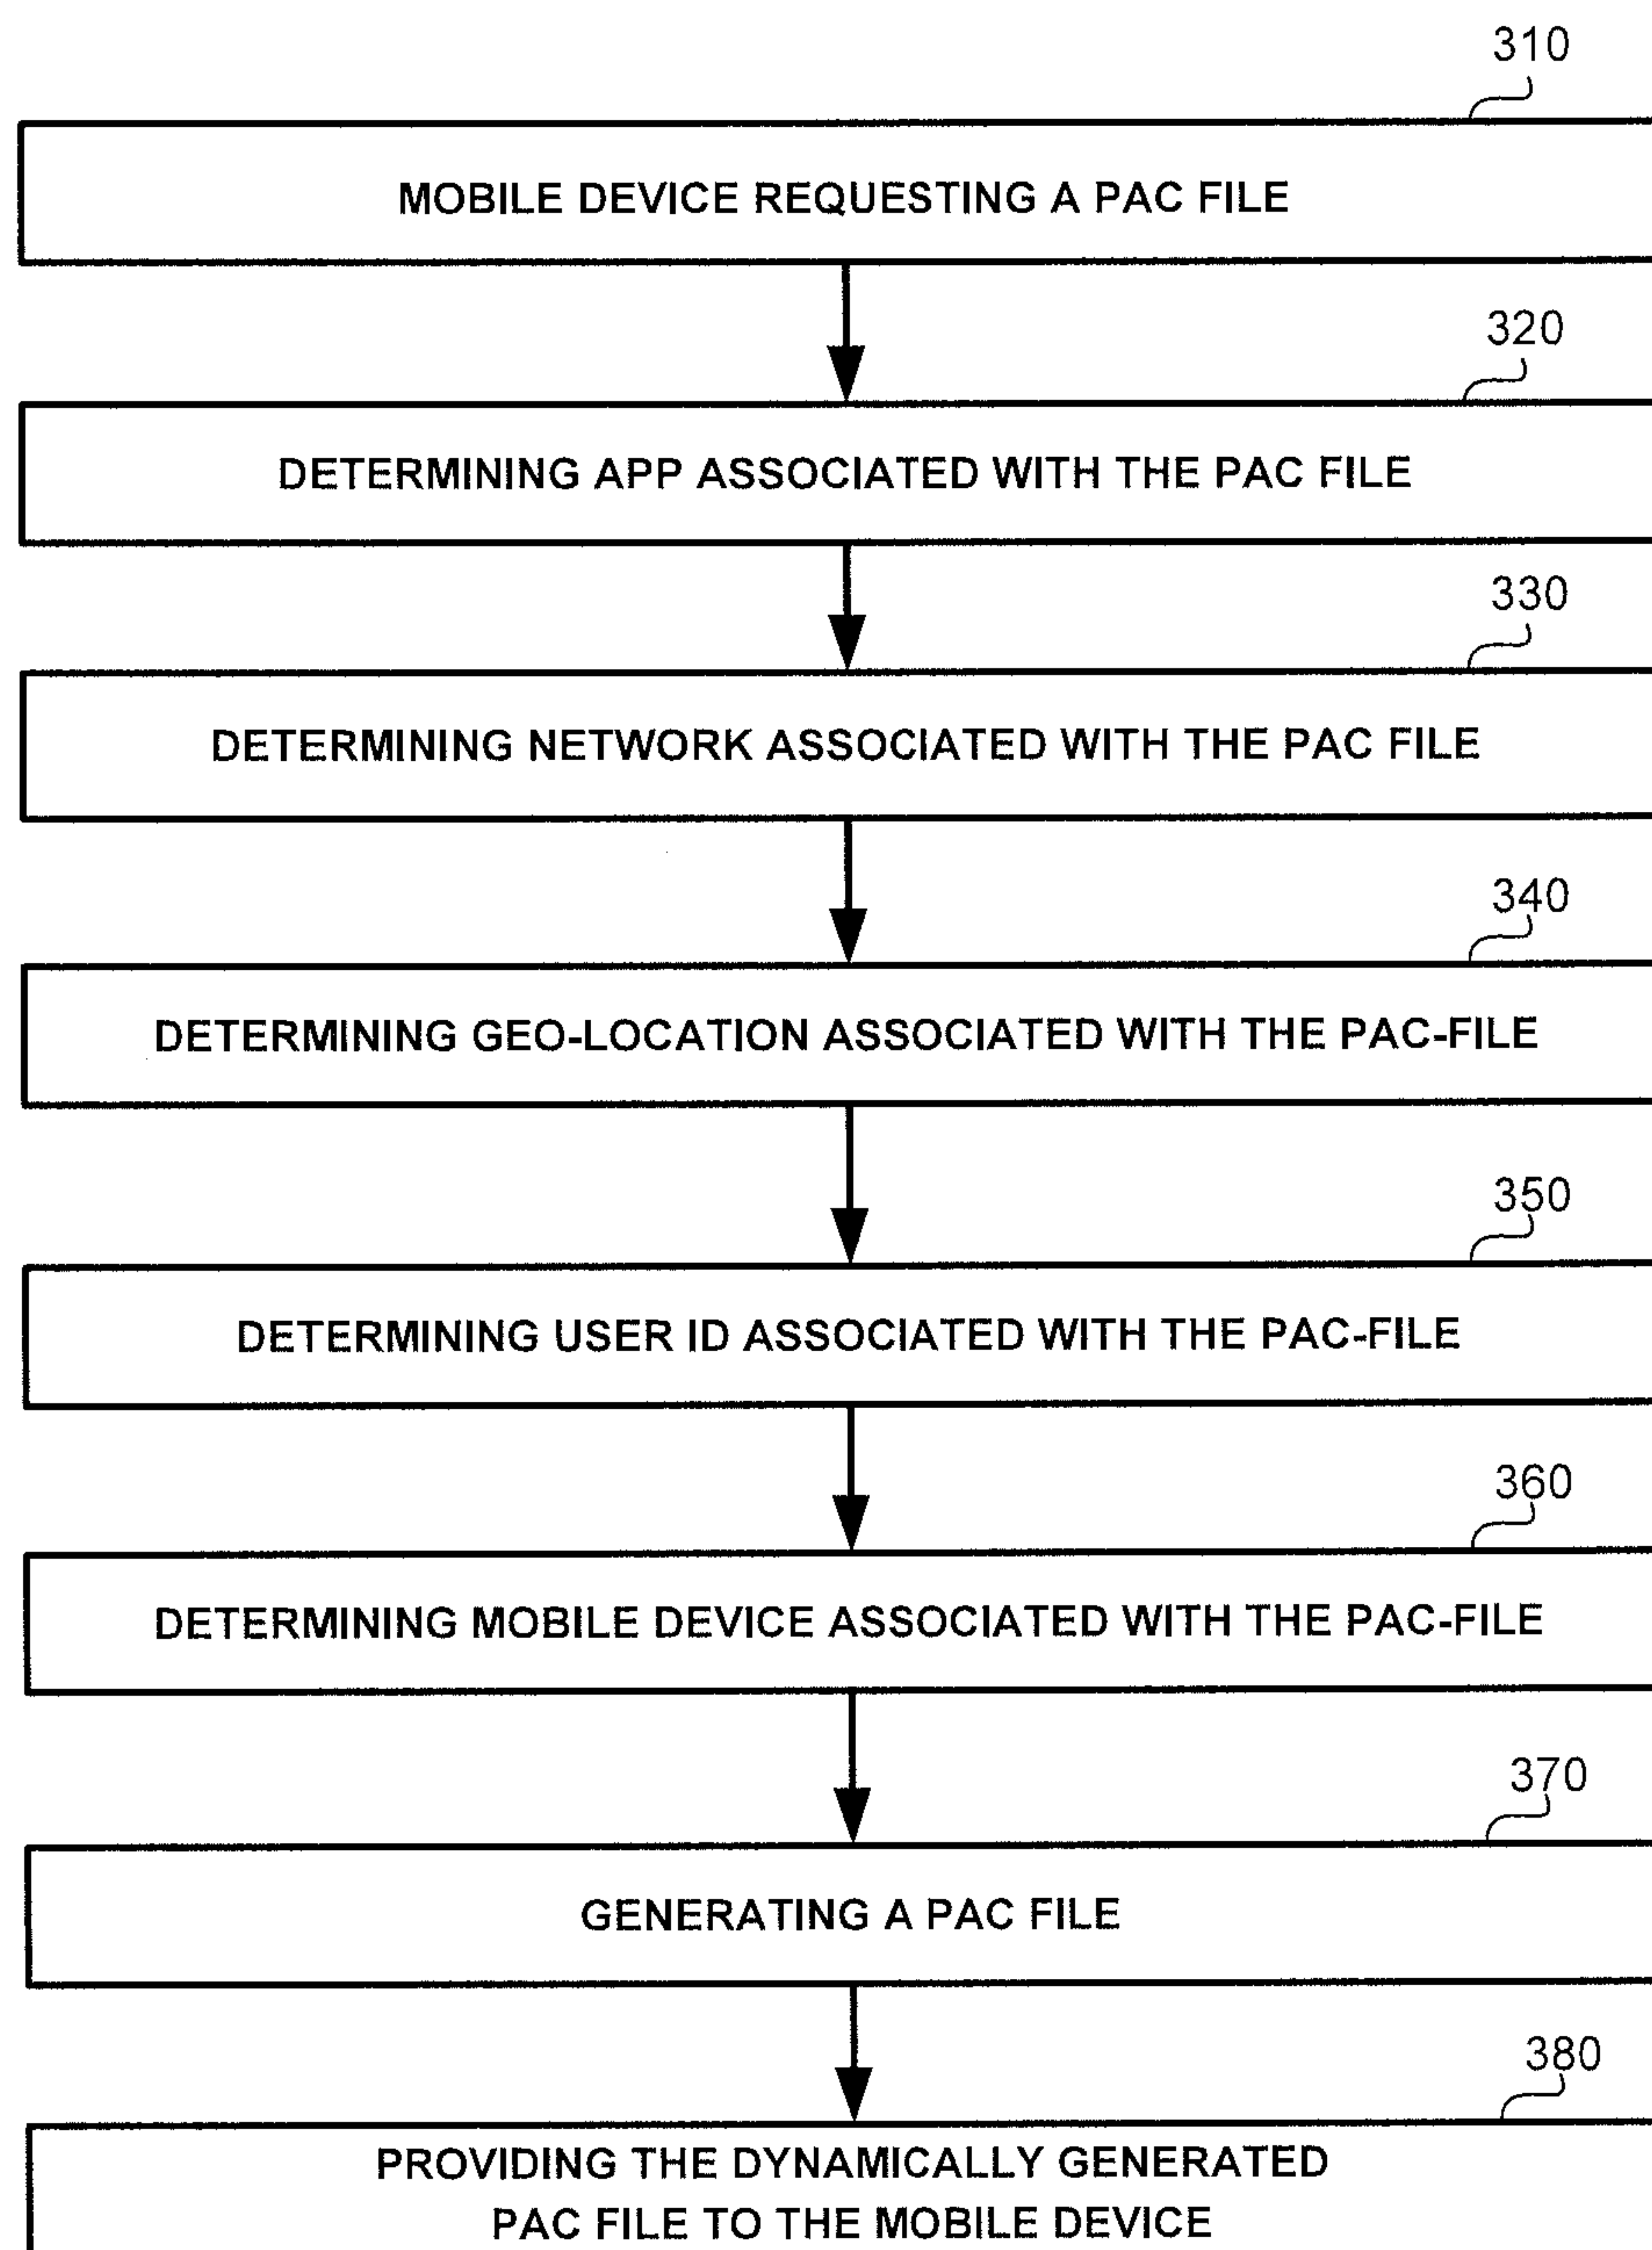 310
MOBILE DEVICE REQUESTING A PAC FILE
320
DETERMINING APP ASSOCIATED WITH THE PAC FILE
330
DETERMINING NETWORK ASSOCIATED WITH THE PAC FILE
340
DETERMINING GEO-LOCATION ASSOCIATED WITH THE PAC-FILE
350
DETERMINING USER ID ASSOCIATED WITH THE PAC-FILE
360
DETERMINING MOBILE DEVICE ASSOCIATED WITH THE PAC-FILE
370
GENERATING A PAC FILE
380
PROVIDING THE DYNAMICALLY GENERATED
PAC FILE TO THE MOBILE DEVICE